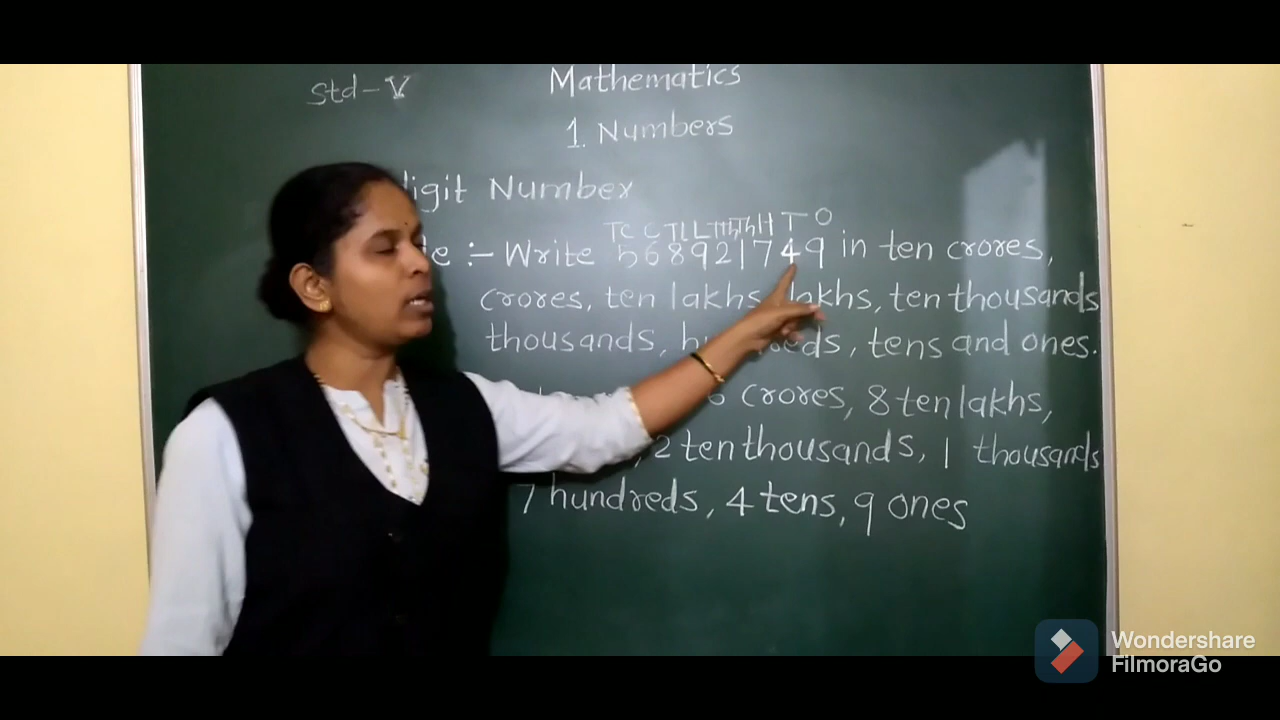 Std-V
Mathematics
1. Numbers
digit Number
TC C TL L TTh Th H T O
:- Write 568921749 in ten crores,
crores, ten lakhs, lakhs, ten thousands
thousands, hundreds, tens and ones.
crores, 8 ten lakhs,
, 2 ten thousands, 1 thousands
7 hundreds, 4 tens, 9 ones
Wondershare
FilmoraGo